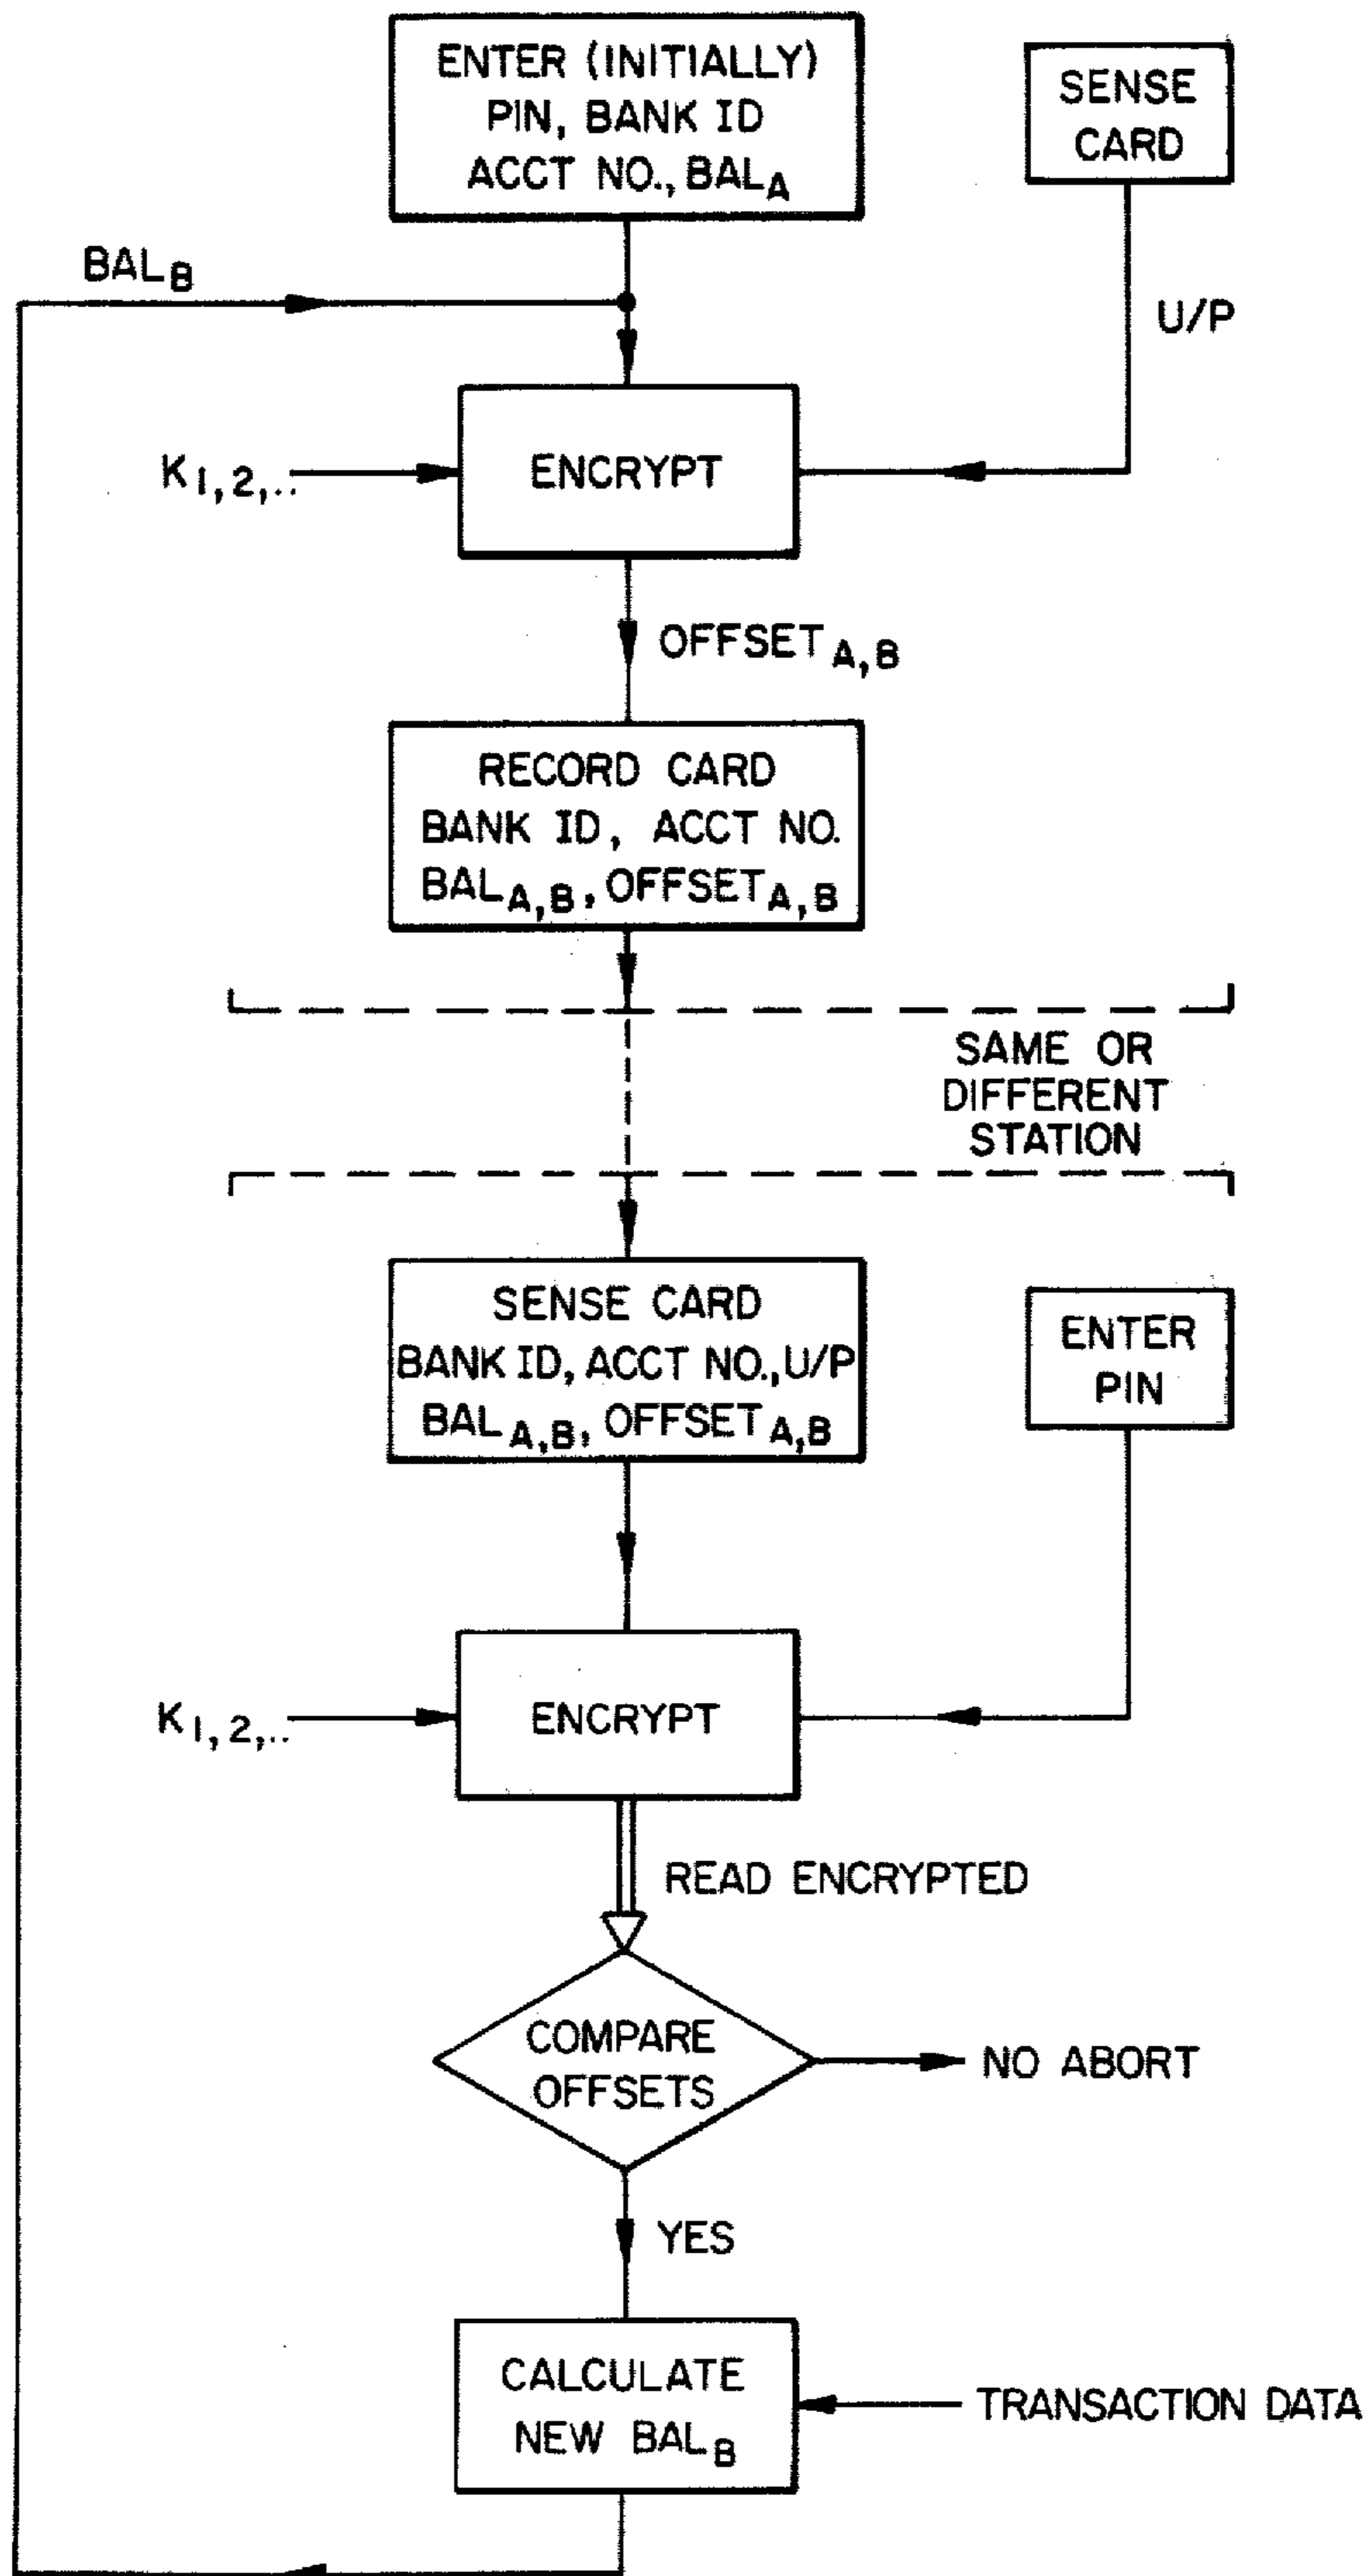 ENTER (INITIALLY)
PIN, BANK ID
ACCT NO., BAL_A
SENSE
CARD
BAL_B
U/P
K_1,2,..
ENCRYPT
OFFSET_A,B
RECORD CARD
BANK ID, ACCT NO.
BAL_A,B, OFFSET_A,B
SAME OR
DIFFERENT
STATION
SENSE CARD
BANK ID, ACCT NO., U/P
BAL_A,B, OFFSET_A,B
ENTER
PIN
K_1,2,..
ENCRYPT
READ ENCRYPTED
COMPARE
OFFSETS
NO ABORT
YES
CALCULATE
NEW BAL_B
TRANSACTION DATA